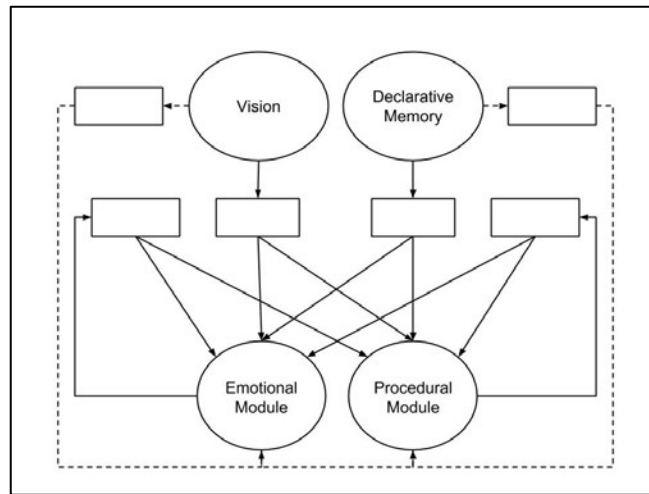 Vision
Declarative
Memory
Emotional
Module
Procedural
Module